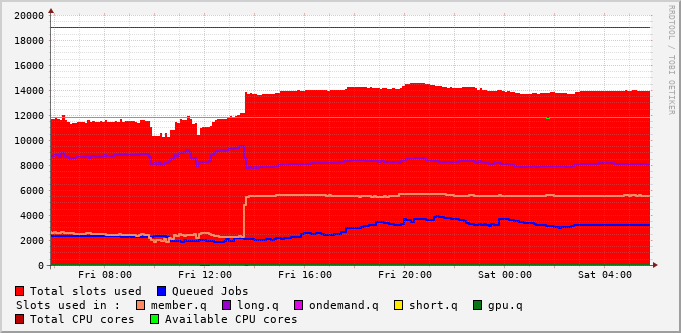 20000
18000
16000
14000
12000
10000
8000
6000
4000
2000
0
Fri 08:00 Fri 12:00 Fri 16:00 Fri 20:00 Sat 00:00 Sat 04:00
Total slots used Queued Jobs
Slots used in : member.q long.q ondemand.q short.q gpu.q
Total CPU cores Available CPU cores
RRDTOOL / TOBI OETIKER